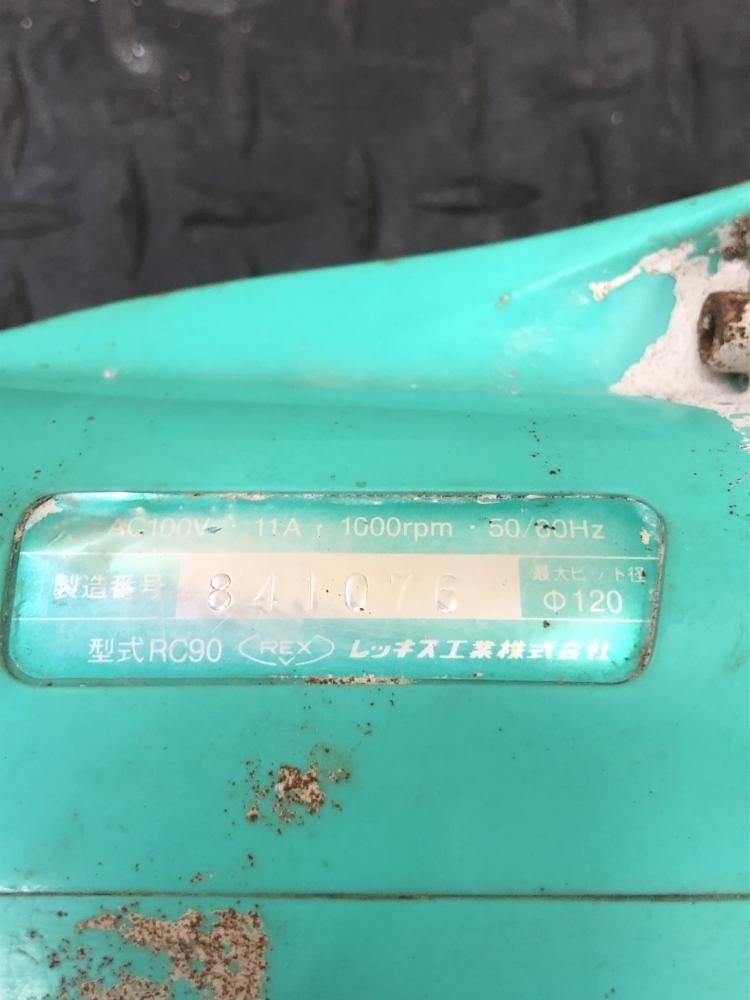 AC100V・11A・1000rpm・50/60Hz
製造番号 841076 最大ビット径
Φ120
型式RC90 REX レッキス工業株式会社